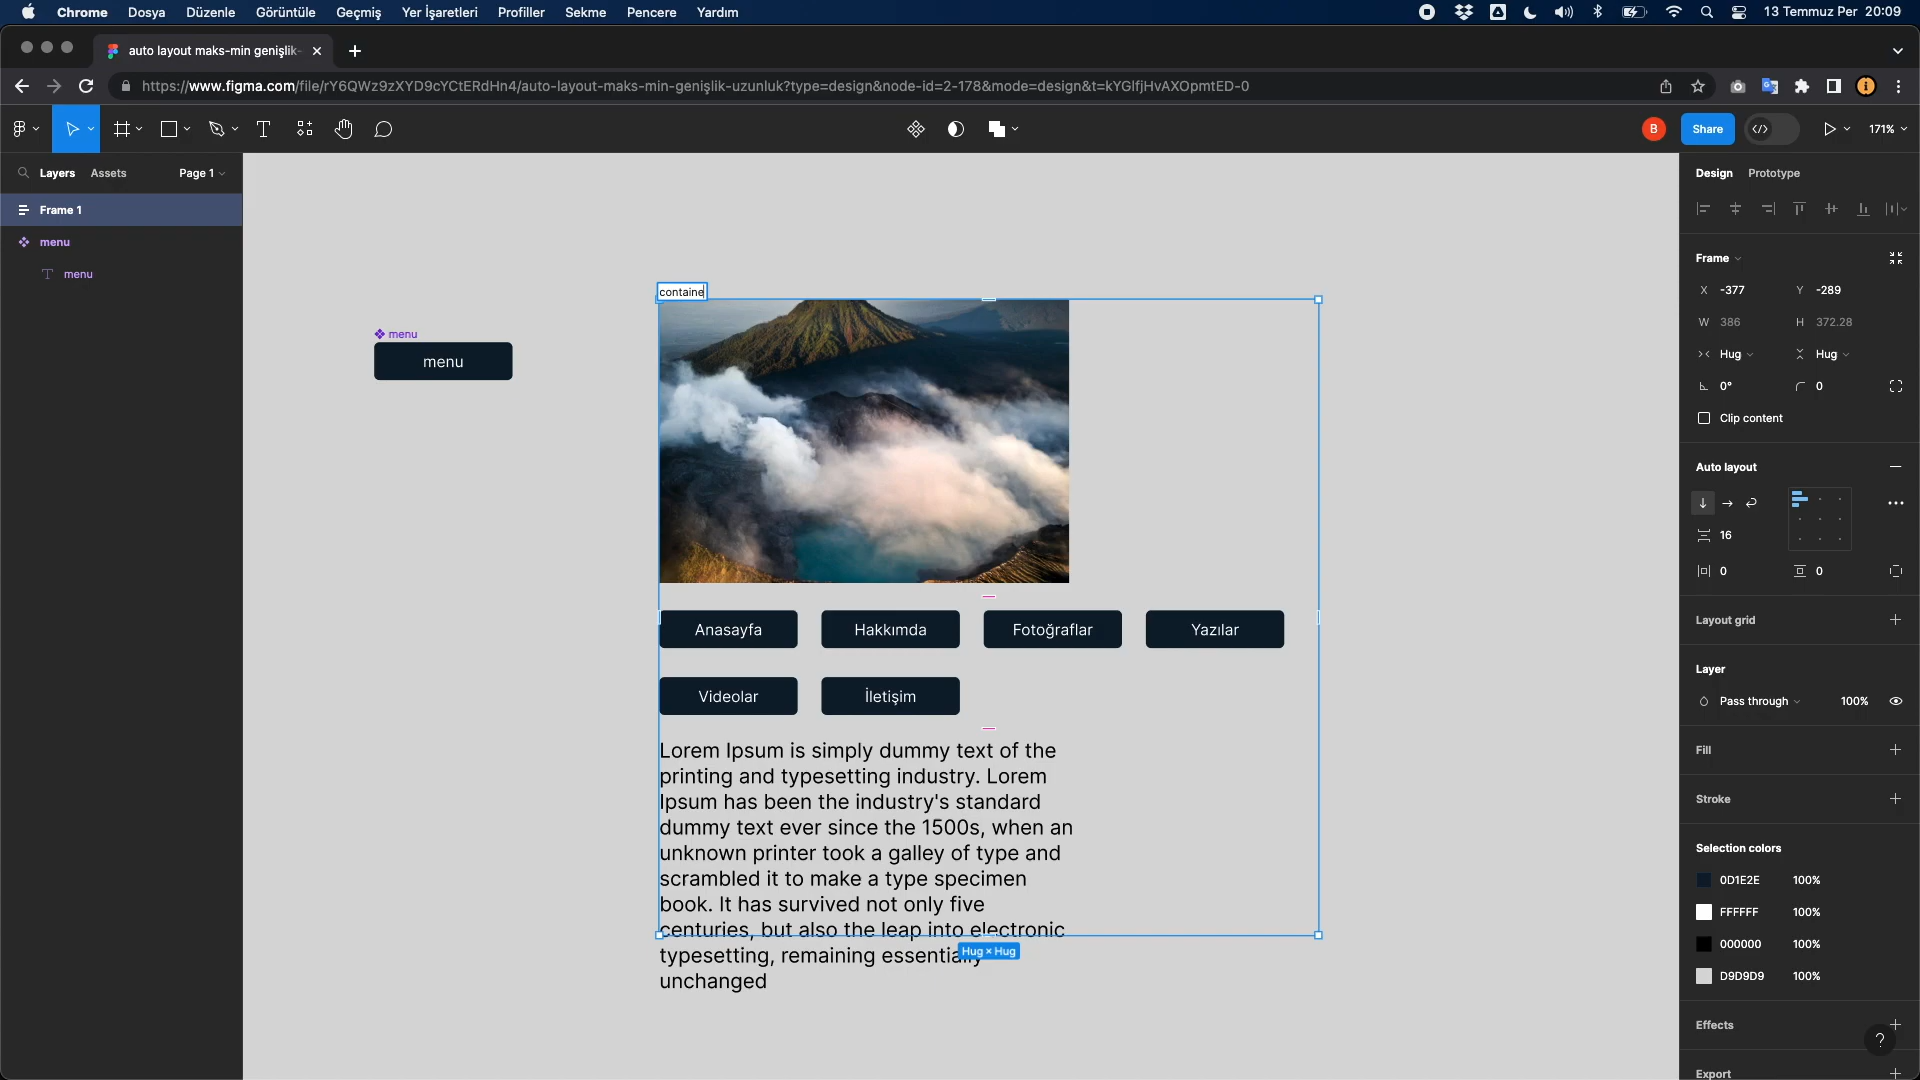 Chrome Dosya Düzenle Görüntüle Geçmiş Yer İşaretleri Profiller Sekme Pencere Yardım 13 Temmuz Per 20:09
auto layout maks-min genişlik-
https://www.figma.com/file/rY6QWz9zXYD9cYCtERdHn4/auto-layout-maks-min-genişlik-uzunluk?type=design&node-id=2-178&mode=design&t=kYGlfjHvAXOpmtED-0
B Share 171%
Layers Assets Page 1
Frame 1
menu
menu
containe
menu
menu
Anasayfa Hakkımda Fotoğraflar Yazılar
Videolar İletişim
Lorem Ipsum is simply dummy text of the
printing and typesetting industry. Lorem
Ipsum has been the industry's standard
dummy text ever since the 1500s, when an
unknown printer took a galley of type and
scrambled it to make a type specimen
book. It has survived not only five
centuries, but also the leap into electronic
typesetting, remaining essentially
unchanged
Hug × Hug
Design Prototype
Frame
X -377 Y -289
W 386 H 372.28
Hug Hug
0° 0
Clip content
Auto layout
16
0 0
Layout grid
Layer
Pass through 100%
Fill
Stroke
Selection colors
0D1E2E 100%
FFFFFF 100%
000000 100%
D9D9D9 100%
Effects
?
Export